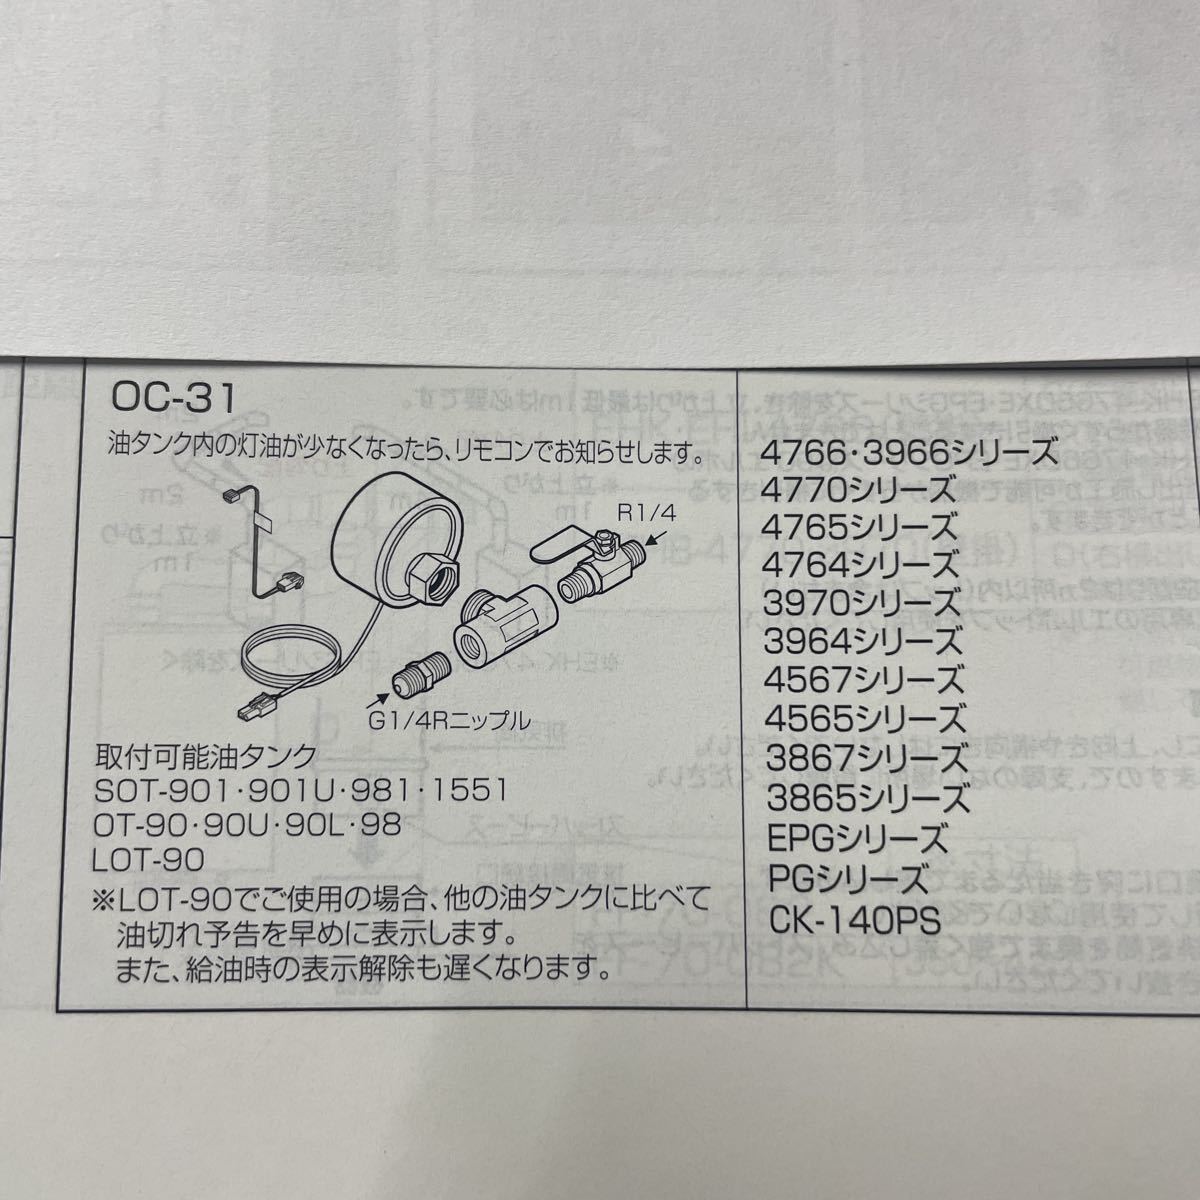 OC-31
油タンク内の灯油が少なくなったら、リモコンでお知らせします。
R1/4
G1/4Rニップル
取付可能油タンク
SOT-901・901U・981・1551
OT-90・90U・90L・98
LOT-90
※LOT-90でご使用の場合、他の油タンクに比べて
油切れ予告を早めに表示します。
また、給油時の表示解除も遅くなります。
4766・3966シリーズ
4770シリーズ
4765シリーズ
4764シリーズ
3970シリーズ
3964シリーズ
4567シリーズ
4565シリーズ
3867シリーズ
3865シリーズ
EPGシリーズ
PGシリーズ
CK-140PS